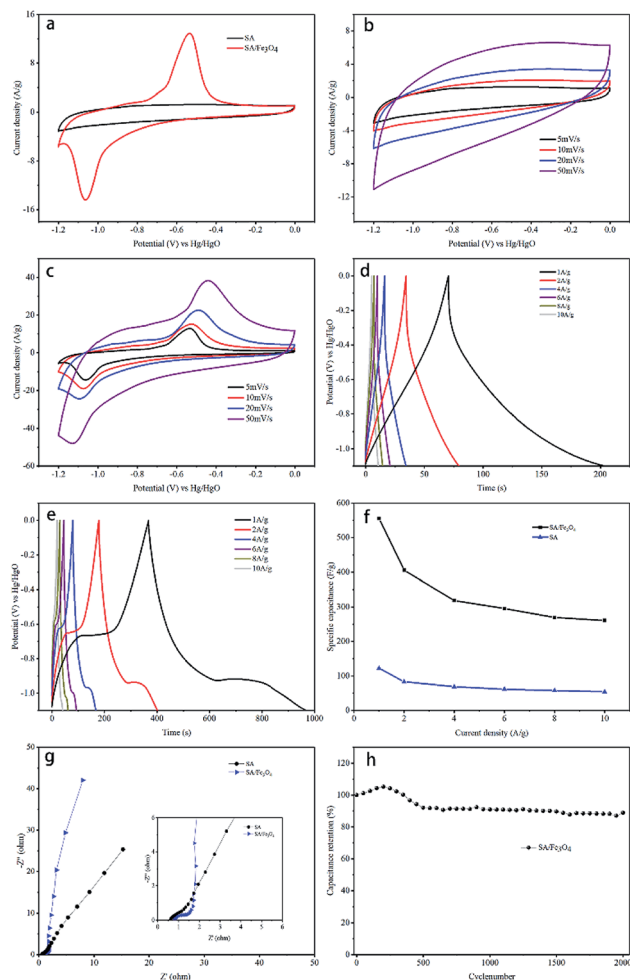 a
SA
SA/Fe3O4
Current density (A/g)
12
6
0
-8
-16
-1.2
-1.0
-0.8
-0.6
-0.4
-0.2
0.0
Potential (V) vs Hg/HgO
b
Current density (A/g)
8
4
0
-4
-8
-12
5mV/s
10mV/s
20mV/s
50mV/s
-1.2
-1.0
-0.8
-0.6
-0.4
-0.2
0.0
Potential (V) vs Hg/HgO
c
Current density (A/g)
40
20
0
-20
-40
-60
5mV/s
10mV/s
20mV/s
50mV/s
-1.2
-1.0
-0.8
-0.6
-0.4
-0.2
0.0
Potential (V) vs Hg/HgO
d
Potential (V) vs Hg/HgO
0.0
-0.2
-0.4
-0.6
-0.8
-1.0
1A/g
2A/g
4A/g
6A/g
8A/g
10A/g
0
50
100
150
200
Time (s)
e
Potential (V) vs Hg/HgO
0.0
-0.2
-0.4
-0.6
-0.8
-1.0
1A/g
2A/g
4A/g
6A/g
8A/g
10A/g
0
200
400
600
800
1000
Time (s)
f
Specific capacitance (F/g)
600
500
400
300
200
100
0
SA/Fe3O4
SA
0
2
4
6
8
10
Current density (A/g)
g
-Z'' (ohm)
50
40
30
20
10
0
SA
SA/Fe3O4
-Z'' (ohm)
6
4
2
0
SA
SA/Fe3O4
0
1
2
3
4
5
6
Z' (ohm)
0
10
20
30
40
50
Z' (ohm)
h
Capacitance retention (%)
120
100
80
60
40
20
0
SA/Fe3O4
0
500
1000
1500
2000
Cyclenumber